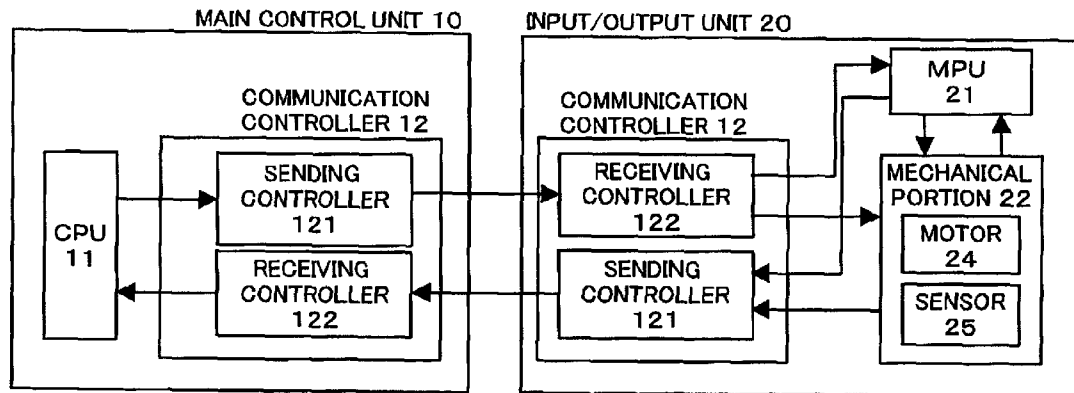 MAIN CONTROL UNIT 10
COMMUNICATION
CONTROLLER 12
CPU
11
SENDING
CONTROLLER
121
RECEIVING
CONTROLLER
122
INPUT/OUTPUT UNIT 20
COMMUNICATION
CONTROLLER 12
RECEIVING
CONTROLLER
122
SENDING
CONTROLLER
121
MPU
21
MECHANICAL
PORTION 22
MOTOR
24
SENSOR
25